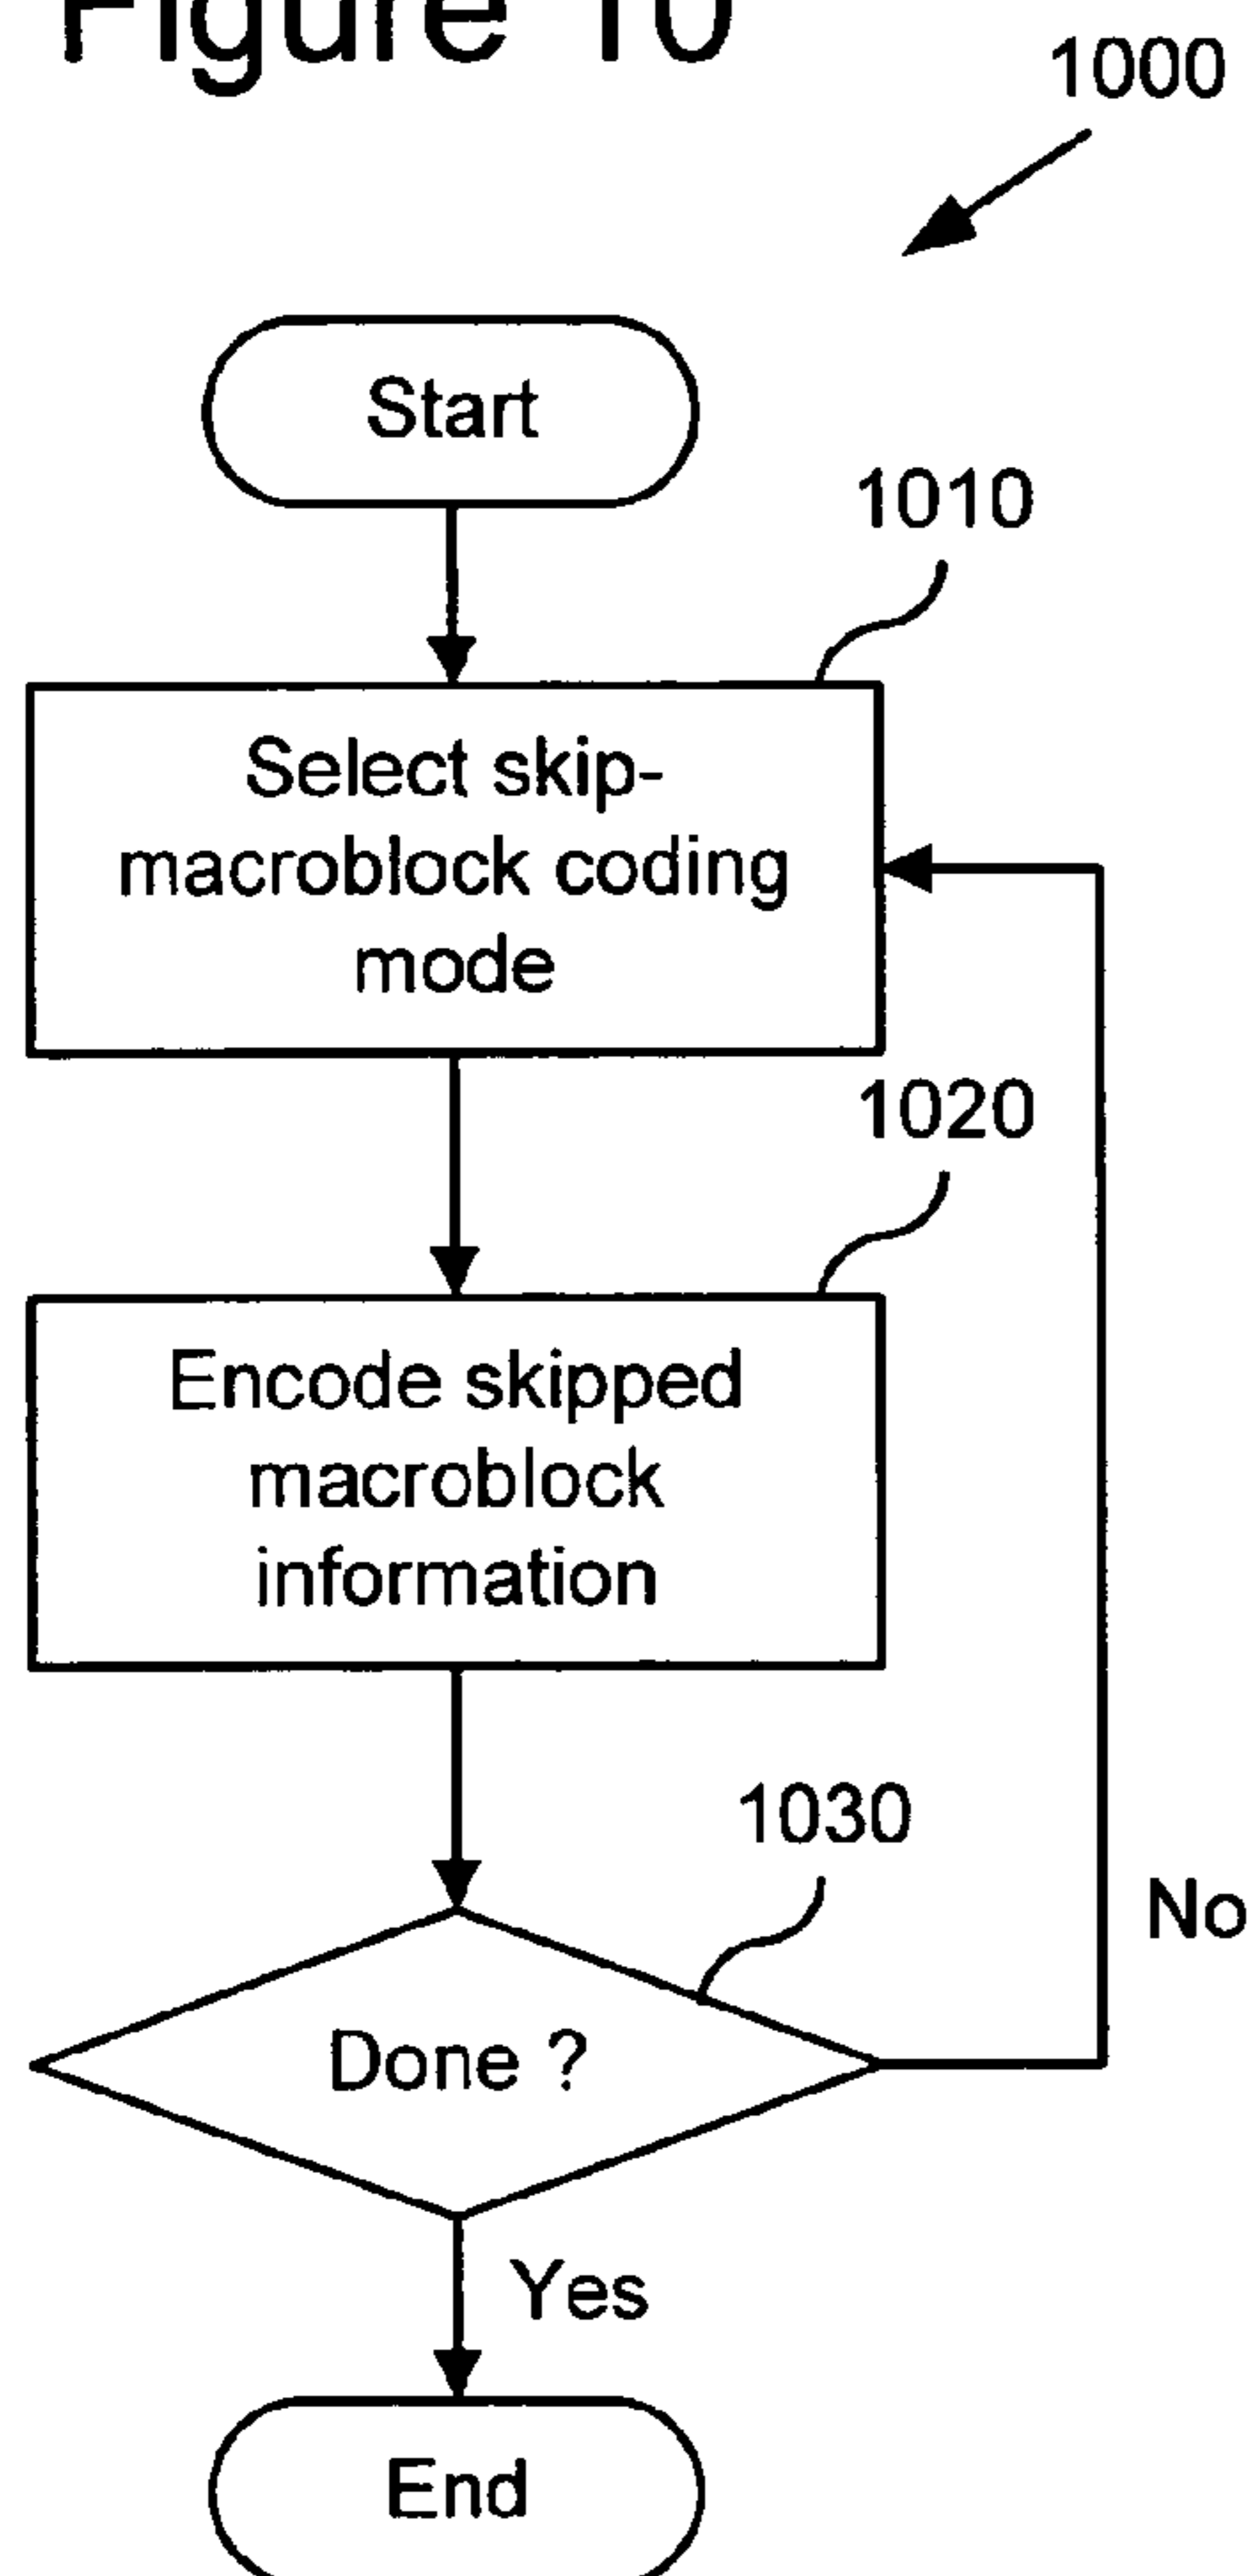 Figure 10
1000
Start
1010
Select skip-
macroblock coding
mode
1020
Encode skipped
macroblock
information
1030
No
Done ?
Yes
End